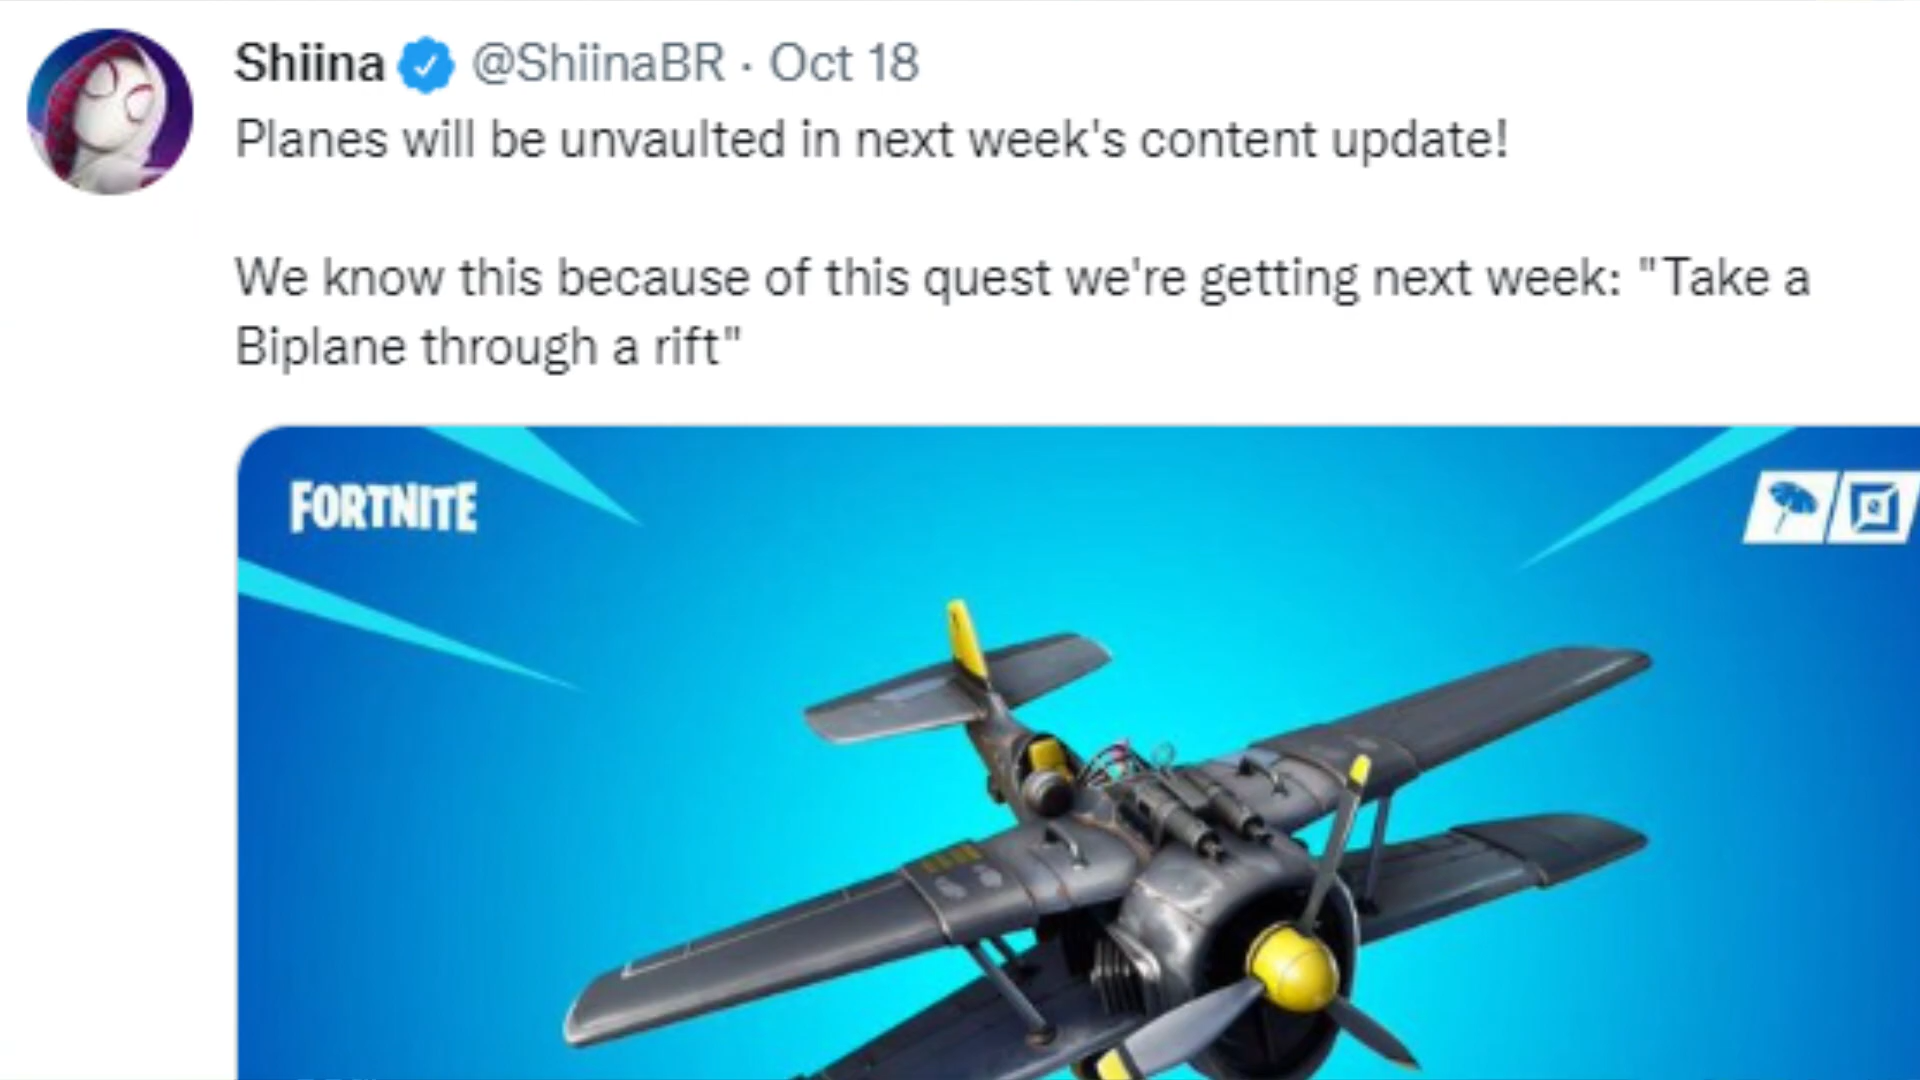 Shiina @ShiinaBR · Oct 18
Planes will be unvaulted in next week's content update!
We know this because of this quest we're getting next week: "Take a
Biplane through a rift"
FORTNITE